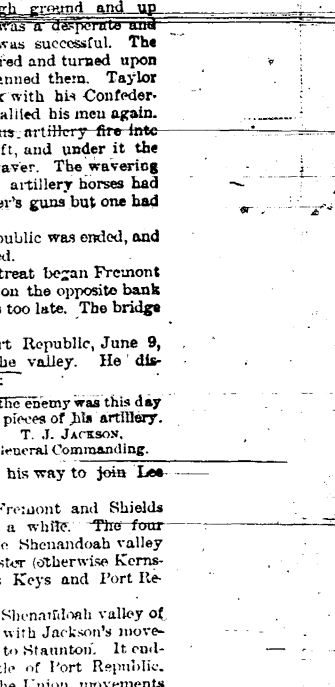 gh ground and up
was a desperate and
was successful. The
red and turned upon
anned them. Taylor
with his Confeder-
allied his men again.
us artillery fire into
ft, and under it the
aver. The wavering
artillery horses had
er's guns but one had
public was ended, and
ed.
treat began Fremont
on the opposite bank
too late. The bridge
rt Republic, June 9,
he valley. He dis-
:
the enemy was this day
pieces of his artillery.
T. J. JACKSON,
General Commanding.
his way to join Lee
Fremont and Shields
a while. The four
e Shenandoah valley
ster (otherwise Kerns-
s Keys and Port Re-
Shenandoah valley of
with Jackson's move-
to Staunton. It end-
tle of Port Republic.
he Union movements